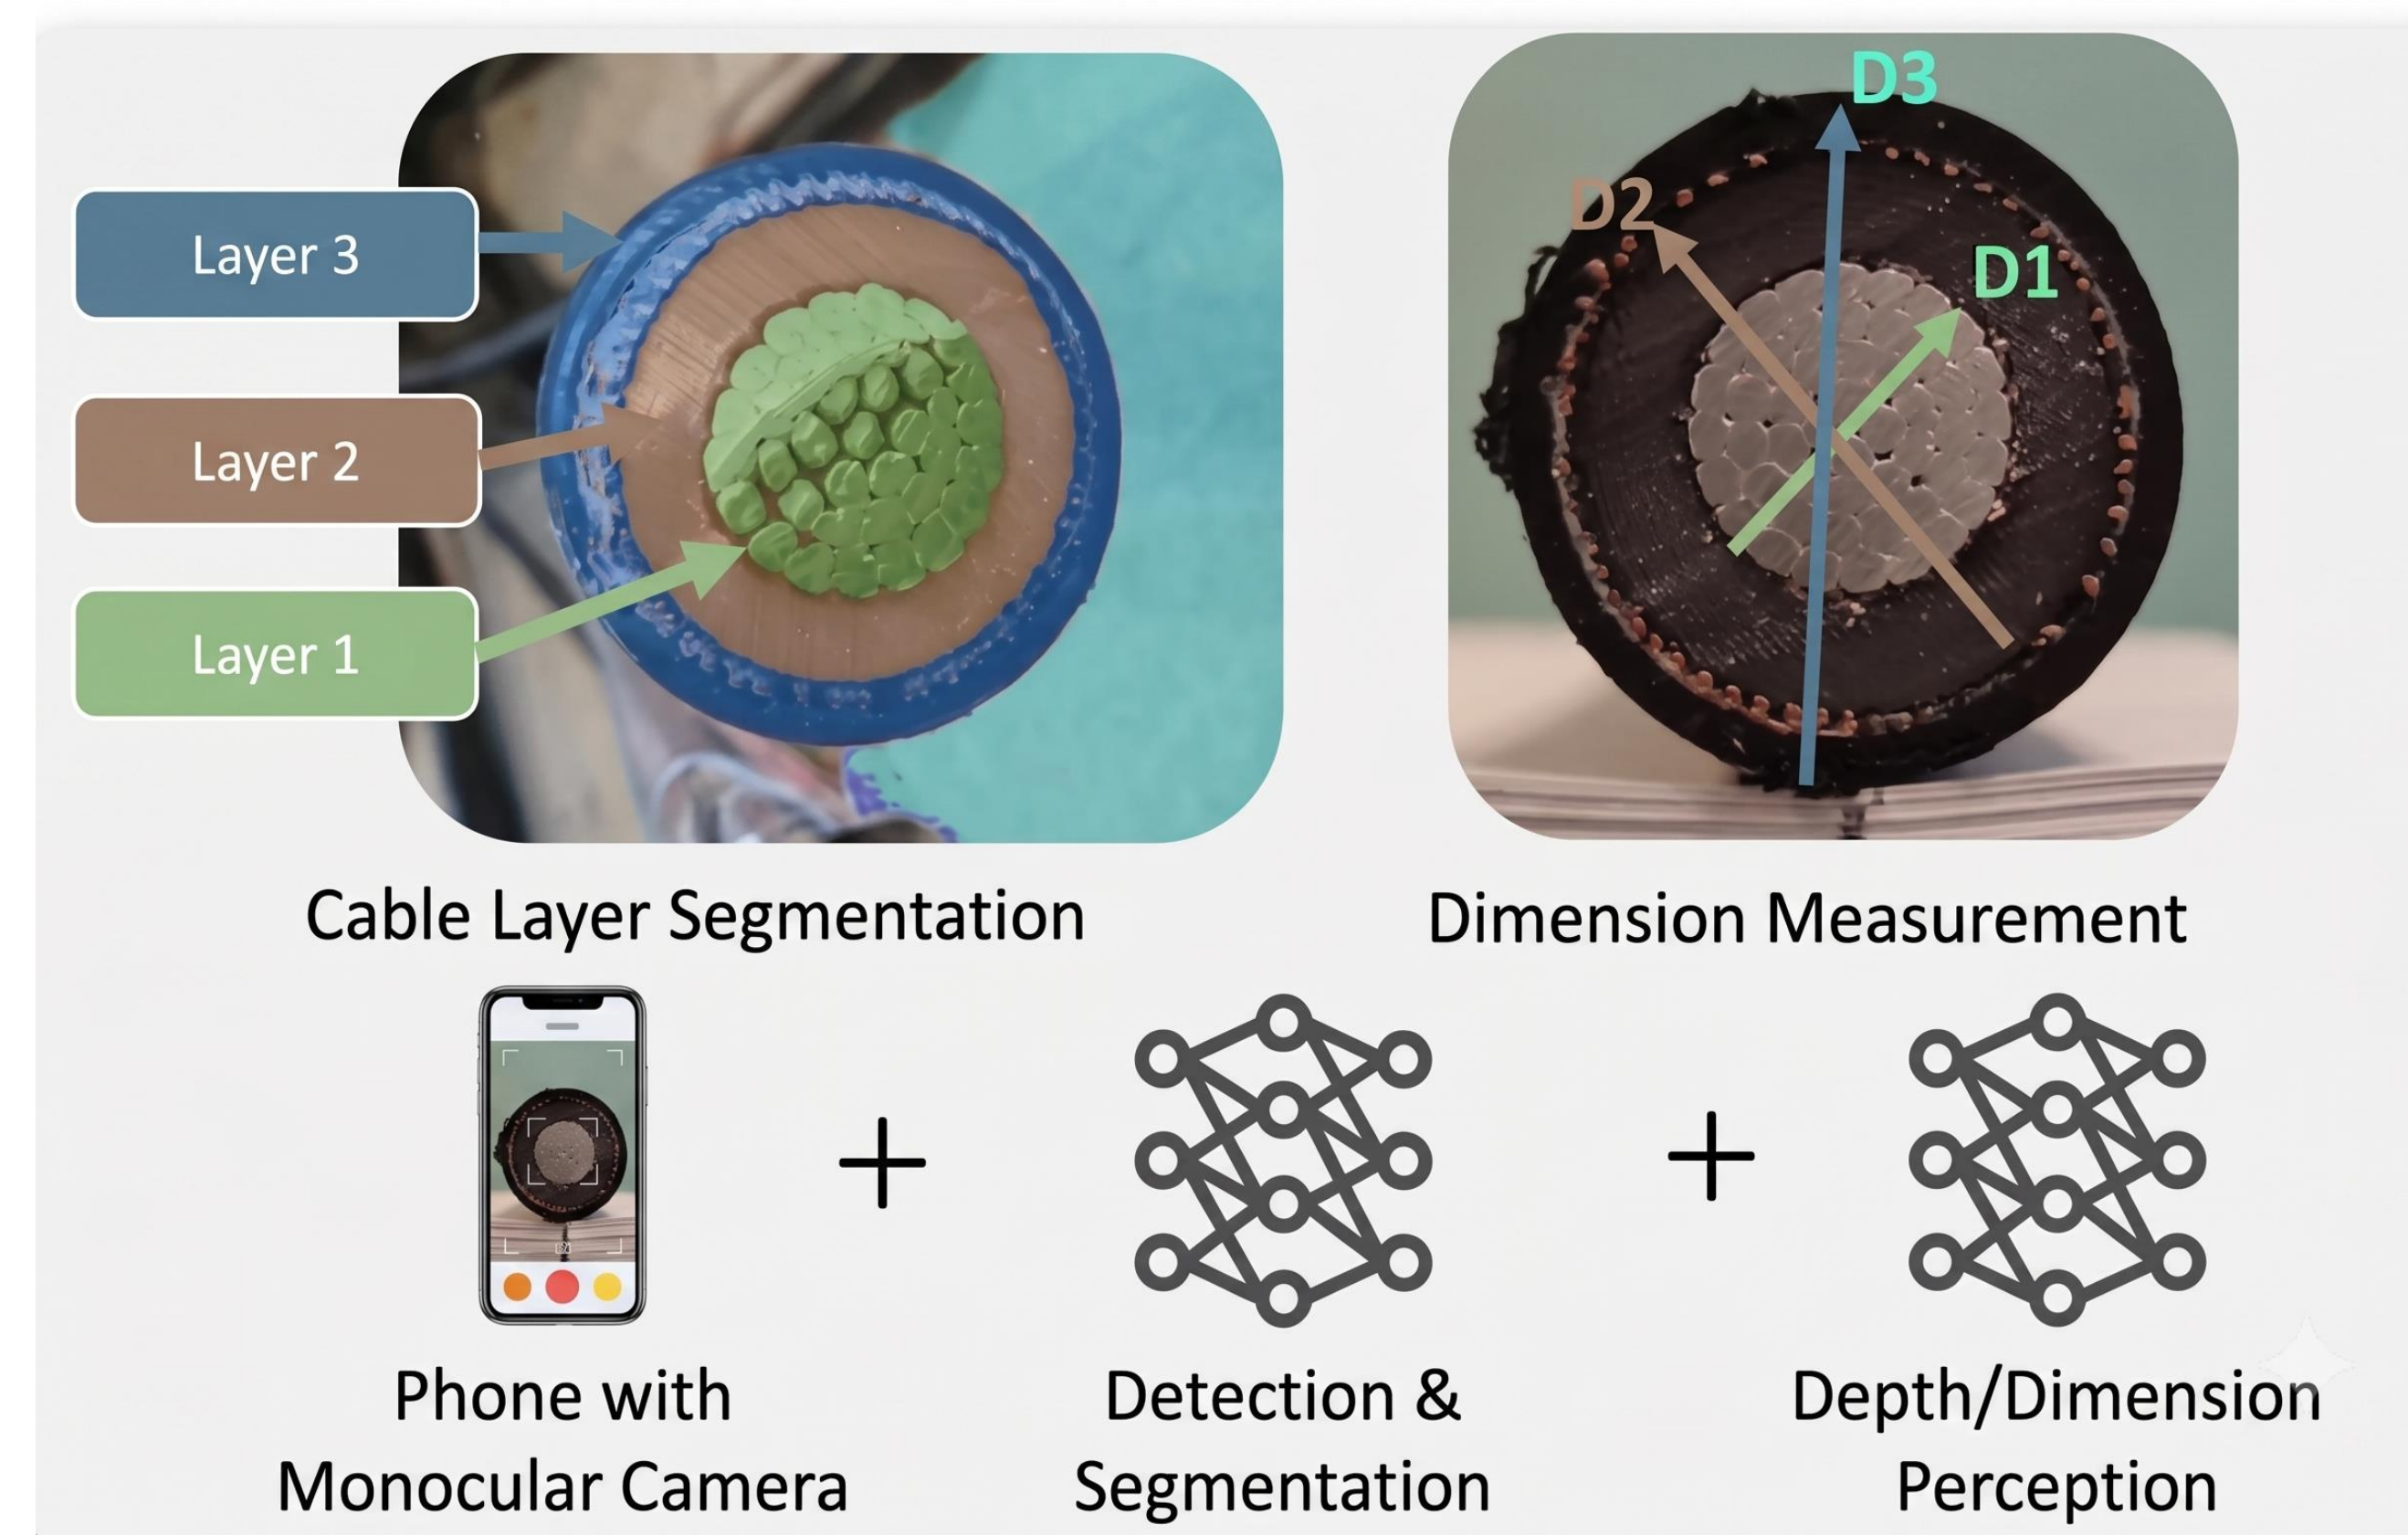 D3
D2
D1
Layer 3
Layer 2
Layer 1
Cable Layer Segmentation
Dimension Measurement
Phone with
Monocular Camera
Detection &
Segmentation
Depth/Dimension
Perception